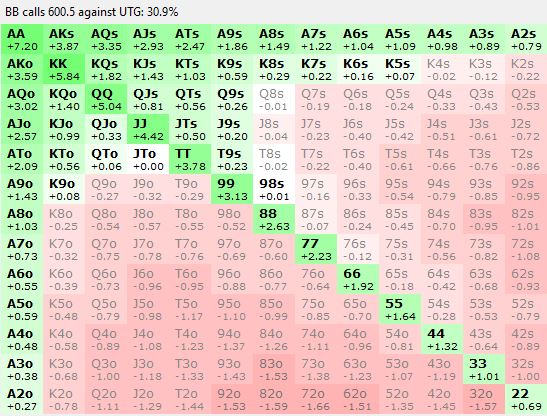 BB calls 600.5 against UTG: 30.9%
AA AKs AQs AJs ATs A9s A8s A7s A6s A5s A4s A3s A2s
+7.20 +3.87 +3.35 +2.93 +2.47 +1.86 +1.49 +1.22 +1.04 +1.09 +0.98 +0.89 +0.79
AKo KK KQs KJs KTs K9s K8s K7s K6s K5s K4s K3s K2s
+3.59 +5.84 +1.82 +1.43 +1.03 +0.59 +0.29 +0.22 +0.16 +0.07 -0.02 -0.12 -0.22
AQo KQo QQ QJs QTs Q9s Q8s Q7s Q6s Q5s Q4s Q3s Q2s
+3.02 +1.40 +5.04 +0.81 +0.56 +0.26 -0.01 -0.19 -0.18 -0.24 -0.33 -0.43 -0.53
AJo KJo QJo JJ JTs J9s J8s J7s J6s J5s J4s J3s J2s
+2.57 +0.99 +0.33 +4.42 +0.50 +0.20 -0.04 -0.23 -0.40 -0.42 -0.51 -0.61 -0.72
ATo KTo QTo JTo TT T9s T8s T7s T6s T5s T4s T3s T2s
+2.09 +0.56 +0.06 +0.00 +3.78 +0.23 -0.02 -0.22 -0.40 -0.61 -0.66 -0.76 -0.86
A9o K9o Q9o J9o T9o 99 98s 97s 96s 95s 94s 93s 92s
+1.43 +0.08 -0.27 -0.32 -0.29 +3.13 +0.01 -0.16 -0.33 -0.54 -0.79 -0.85 -0.95
A8o K8o Q8o J8o T8o 98o 88 87s 86s 85s 84s 83s 82s
+1.03 -0.25 -0.54 -0.57 -0.55 -0.52 +2.63 -0.07 -0.24 -0.45 -0.70 -0.95 -1.01
A7o K7o Q7o J7o T7o 97o 87o 77 76s 75s 74s 73s 72s
+0.73 -0.32 -0.75 -0.78 -0.76 -0.69 -0.60 +2.23 -0.12 -0.31 -0.56 -0.82 -1.08
A6o K6o Q6o J6o T6o 96o 86o 76o 66 65s 64s 63s 62s
+0.55 -0.39 -0.73 -0.96 -0.95 -0.88 -0.77 -0.64 +1.92 -0.18 -0.42 -0.68 -0.93
A5o K5o Q5o J5o T5o 95o 85o 75o 65o 55 54s 53s 52s
+0.59 -0.48 -0.79 -0.98 -1.17 -1.10 -0.99 -0.85 -0.70 +1.64 -0.28 -0.53 -0.79
A4o K4o Q4o J4o T4o 94o 84o 74o 64o 54o 44 43s 42s
+0.48 -0.58 -0.89 -1.08 -1.23 -1.37 -1.26 -1.11 -0.96 -0.81 +1.32 -0.64 -0.89
A3o K3o Q3o J3o T3o 93o 83o 73o 63o 53o 43o 33 32s
+0.38 -0.68 -1.00 -1.18 -1.33 -1.43 -1.53 -1.38 -1.23 -1.07 -1.19 +1.01 -1.00
A2o K2o Q2o J2o T2o 92o 82o 72o 62o 52o 42o 32o 22
+0.27 -0.78 -1.11 -1.29 -1.44 -1.53 -1.59 -1.66 -1.51 -1.35 -1.45 -1.57 +0.69